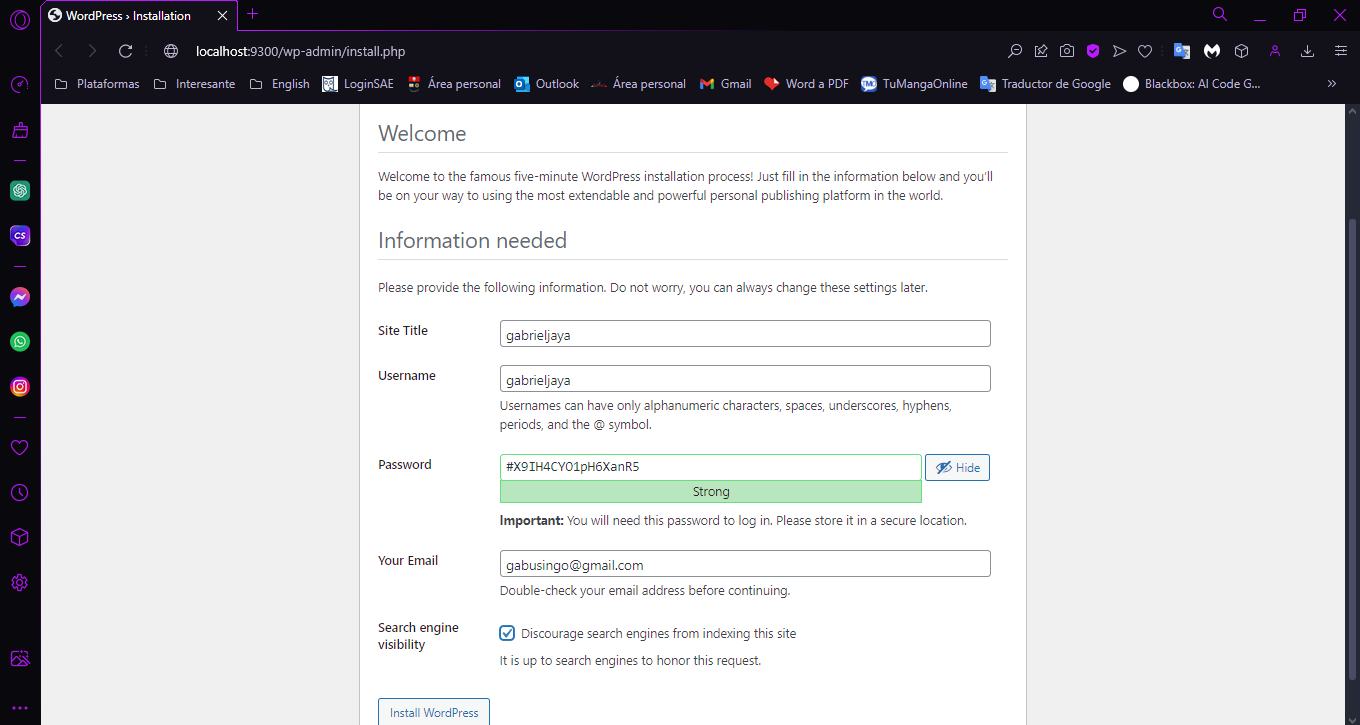 WordPress › Installation
localhost:9300/wp-admin/install.php
Plataformas Interesante English LoginSAE Área personal Outlook Área personal Gmail Word a PDF TuMangaOnline Traductor de Google Blackbox: AI Code G... »
CS
Welcome
Welcome to the famous five-minute WordPress installation process! Just fill in the information below and you'll
be on your way to using the most extendable and powerful personal publishing platform in the world.
Information needed
Please provide the following information. Do not worry, you can always change these settings later.
Site Title gabrieljaya
Username gabrieljaya
Usernames can have only alphanumeric characters, spaces, underscores, hyphens,
periods, and the @ symbol.
Password #X9IH4CYO1pH6XanR5 Hide
Strong
Important: You will need this password to log in. Please store it in a secure location.
Your Email gabusingo@gmail.com
Double-check your email address before continuing.
Search engine
visibility
Discourage search engines from indexing this site
It is up to search engines to honor this request.
Install WordPress